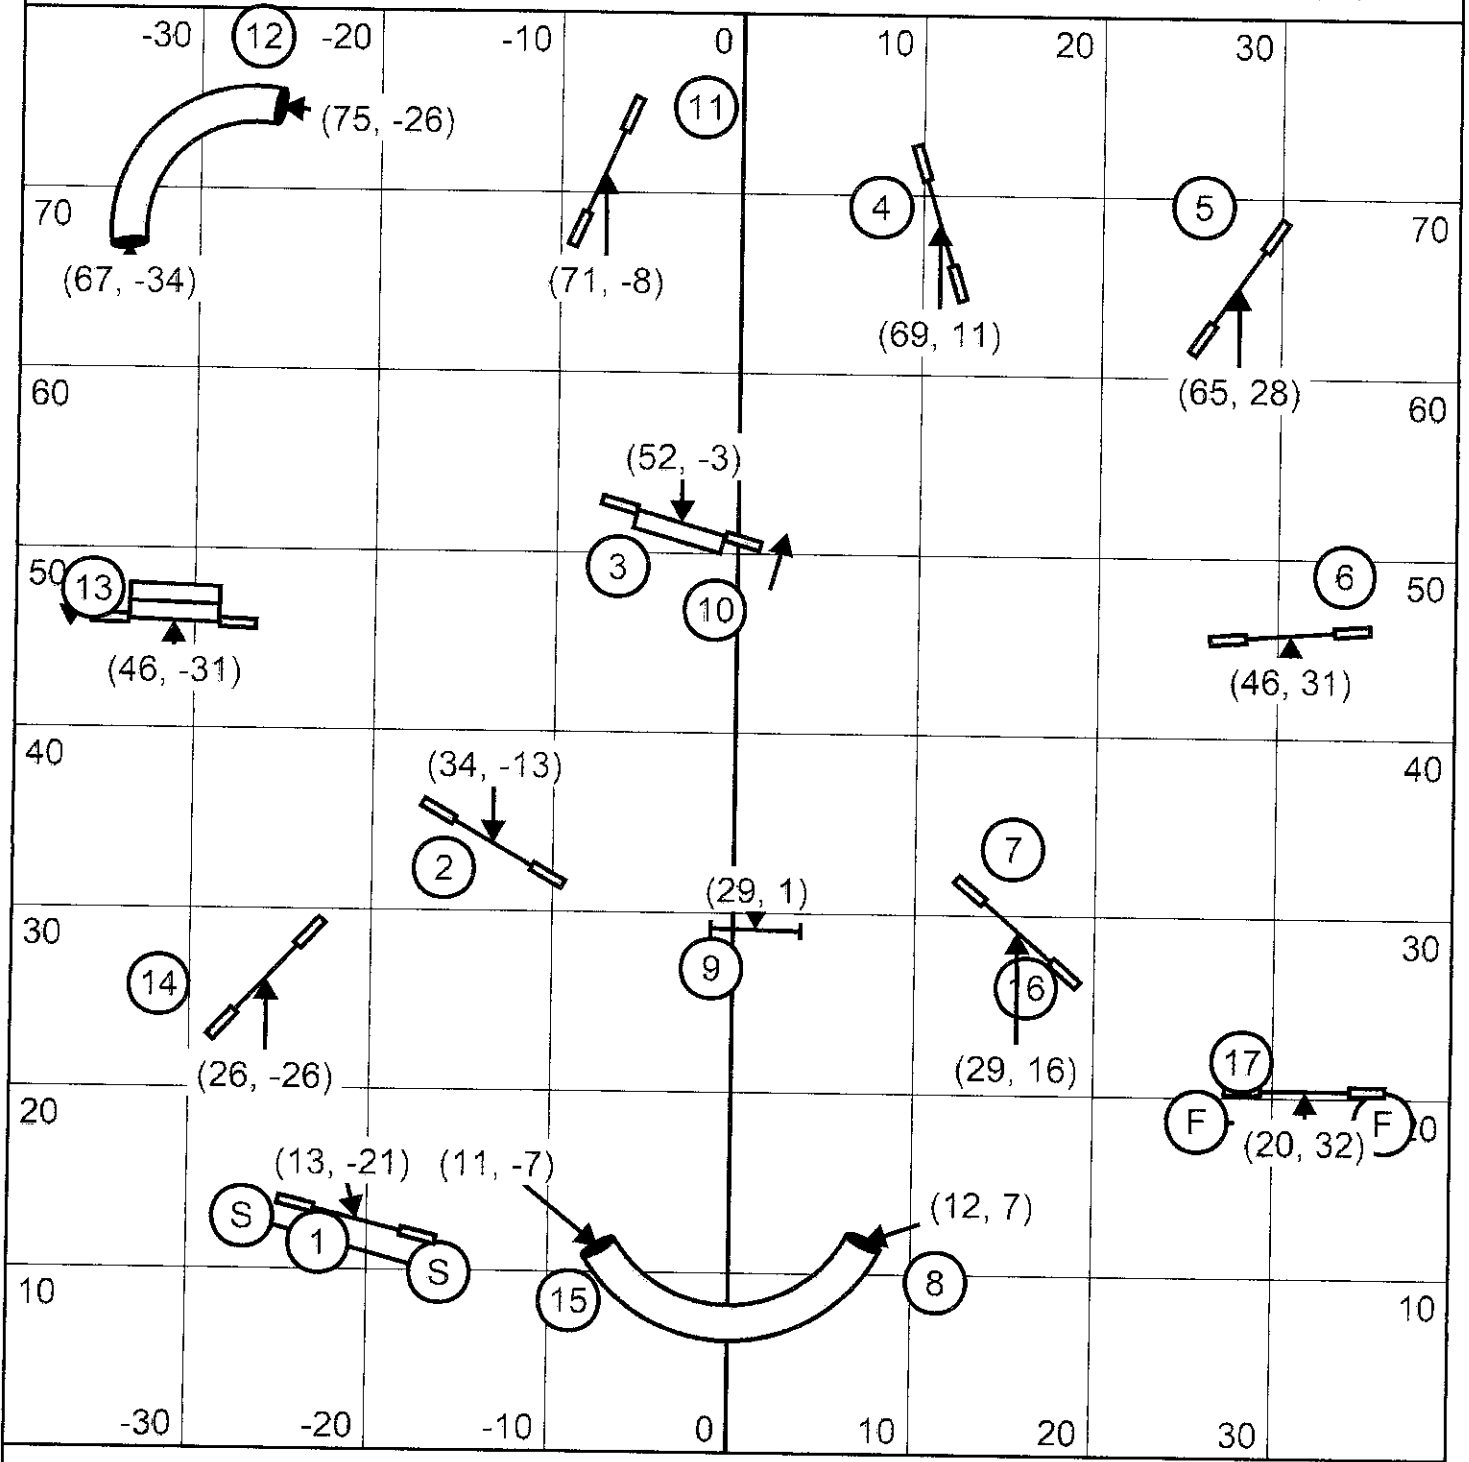 -30 12 -20 -10 0 10 20 30
(75, -26) 11
70 4 5 70
(67, -34) (71, -8)
(69, 11)
60 (65, 28) 60
(52, -3)
50 13 3 10 6 50
(46, -31) (46, 31)
40 (34, -13) 40
2 7
(29, 1)
30 14 9 16 30
(26, -26) (29, 16)
17
20 F (20, 32) F
(13, -21) (11, -7)
S 1 S (12, 7)
10 15 8 10
-30 -20 -10 0 10 20 30